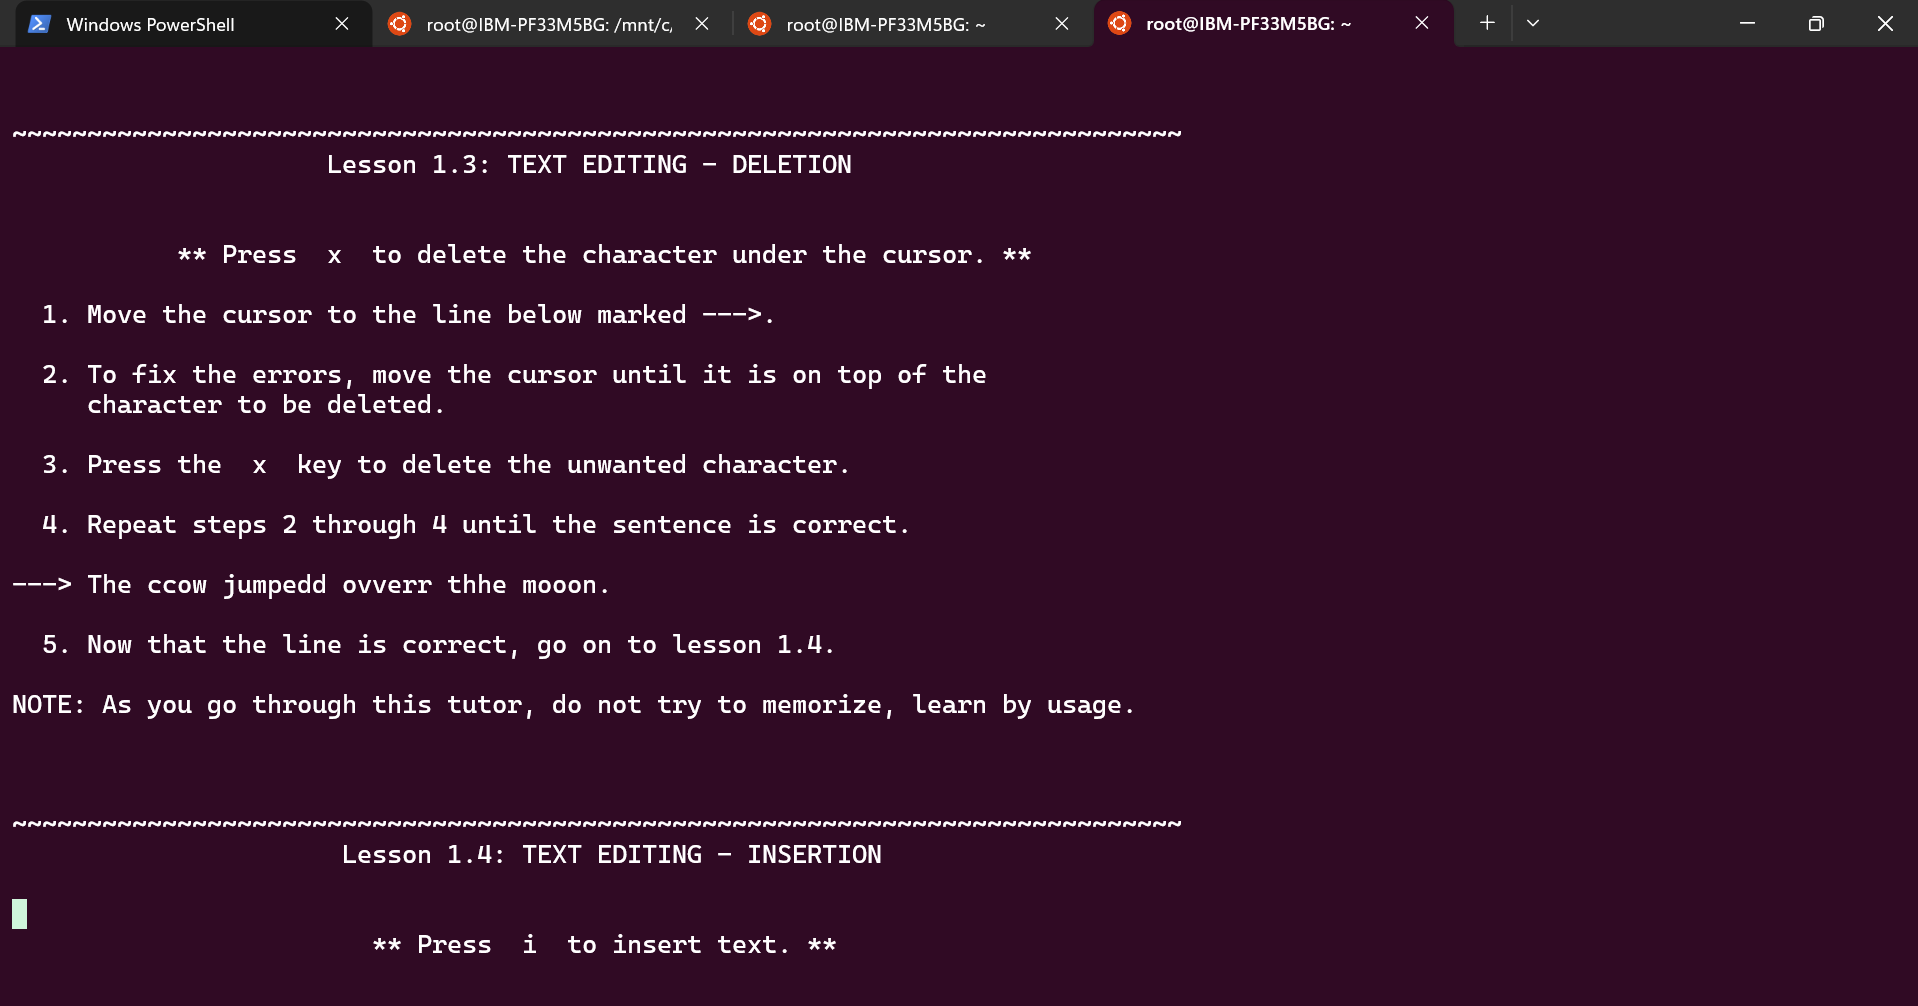 Windows PowerShell
root@IBM-PF33M5BG: /mnt/c,
root@IBM-PF33M5BG: ~
root@IBM-PF33M5BG: ~
~~~~~~~~~~~~~~~~~~~~~~~~~~~~~~~~~~~~~~~~~~~~~~~~~~~~~~~~~~~~~~~~~~~~~~~~~~~~~~
Lesson 1.3: TEXT EDITING - DELETION
** Press  x  to delete the character under the cursor. **
1. Move the cursor to the line below marked --->.
2. To fix the errors, move the cursor until it is on top of the
character to be deleted.
3. Press the  x  key to delete the unwanted character.
4. Repeat steps 2 through 4 until the sentence is correct.
---> The ccow jumpedd ovverr thhe mooon.
5. Now that the line is correct, go on to lesson 1.4.
NOTE: As you go through this tutor, do not try to memorize, learn by usage.
~~~~~~~~~~~~~~~~~~~~~~~~~~~~~~~~~~~~~~~~~~~~~~~~~~~~~~~~~~~~~~~~~~~~~~~~~~~~~~
Lesson 1.4: TEXT EDITING - INSERTION
** Press  i  to insert text. **